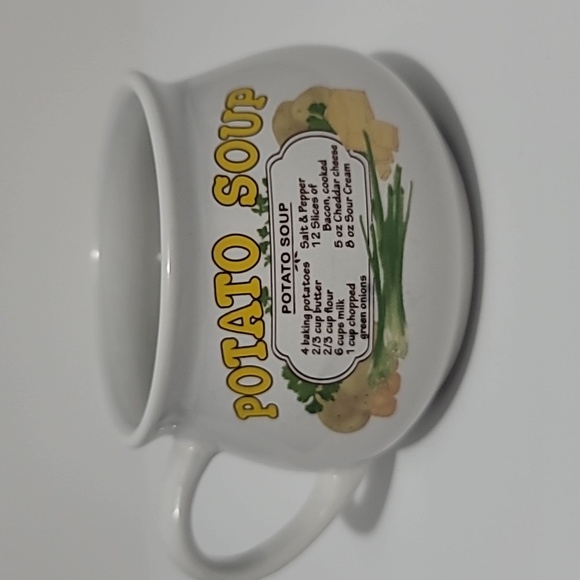 POTATO SOUP
POTATO SOUP
4 baking potatoes
2/3 cup butter
2/3 cup flour
6 cups milk
1 cup chopped
green onions
Salt & Pepper
12 Slices of
Bacon, cooked
5 oz Cheddar cheese
8 oz Sour Cream